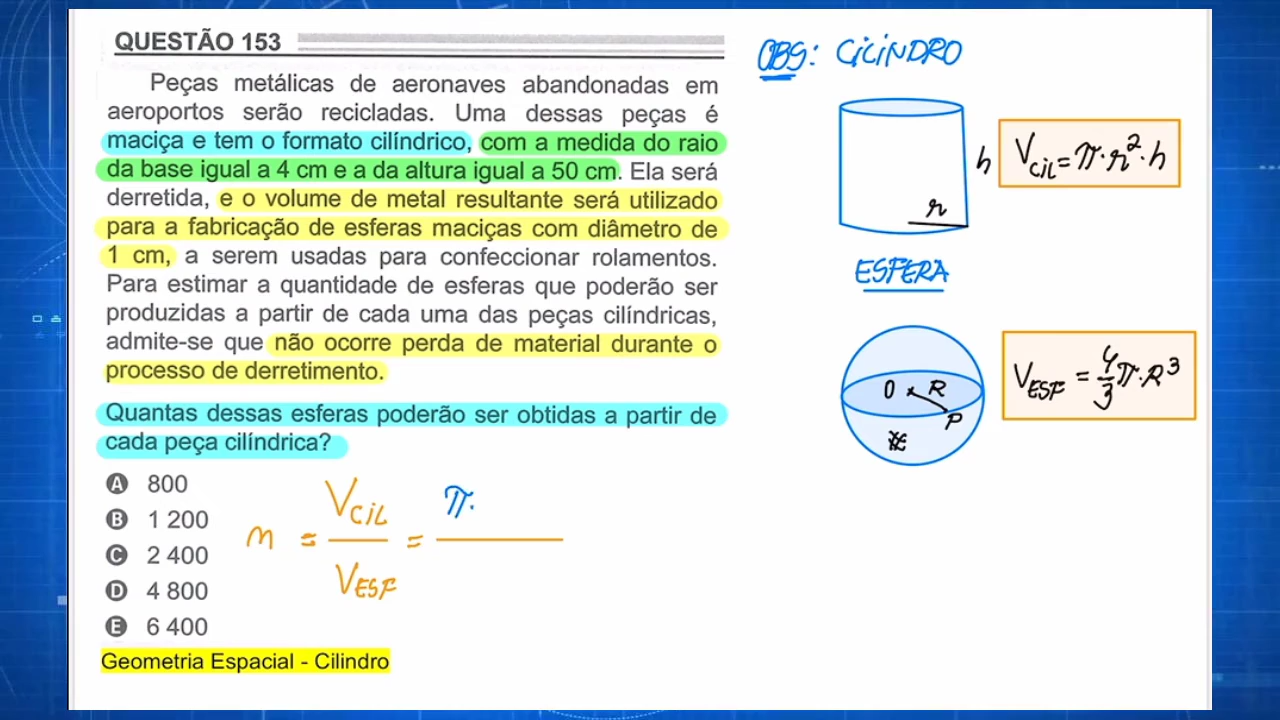 QUESTÃO 153
Peças metálicas de aeronaves abandonadas em
aeroportos serão recicladas. Uma dessas peças é
maciça e tem o formato cilíndrico, com a medida do raio
da base igual a 4 cm e a da altura igual a 50 cm. Ela será
derretida, e o volume de metal resultante será utilizado
para a fabricação de esferas maciças com diâmetro de
1 cm, a serem usadas para confeccionar rolamentos.
Para estimar a quantidade de esferas que poderão ser
produzidas a partir de cada uma das peças cilíndricas,
admite-se que não ocorre perda de material durante o
processo de derretimento.
Quantas dessas esferas poderão ser obtidas a partir de
cada peça cilíndrica?
A 800
B 1 200
C 2 400
D 4 800
E 6 400
Geometria Espacial - Cilindro
n = V CIL / V ESF = π.
OBS: CILINDRO
h
r
V CIL = π · r² · h
ESFERA
O R
P
V ESF = 4/3 π · R³